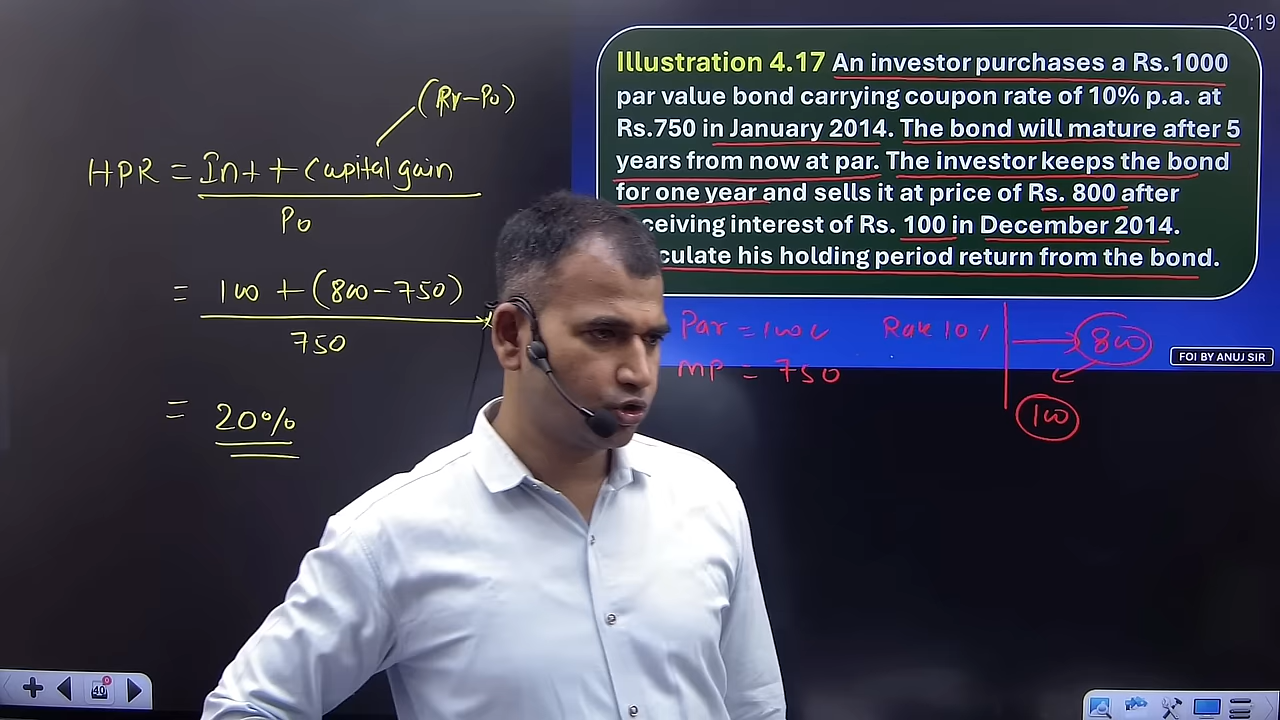 20:19
Illustration 4.17 An investor purchases a Rs.1000
par value bond carrying coupon rate of 10% p.a. at
Rs.750 in January 2014. The bond will mature after 5
years from now at par. The investor keeps the bond
for one year and sells it at price of Rs. 800 after
ceiving interest of Rs. 100 in December 2014.
culate his holding period return from the bond.
FOI BY ANUJ SIR
HPR = Int + Capital gain
P0
= 100 + (800-750)
750
= 20%
Par = 1000 Rate 10%
MP = 750
800
100
40